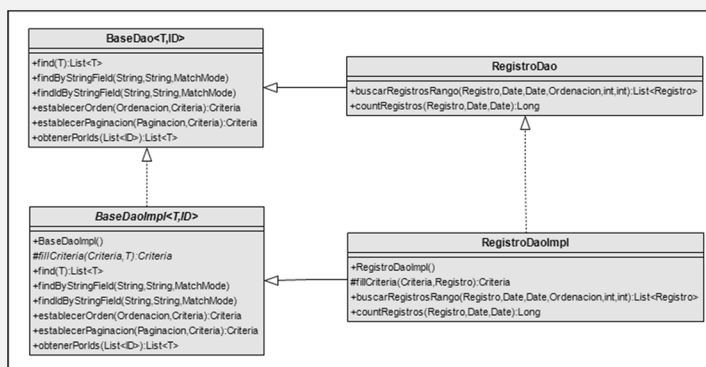 BaseDao<T,ID>
+find(T):List<T>
+findByStringField(String,String,MatchMode)
+findIdByStringField(String,String,MatchMode)
+establecerOrden(Ordenacion,Criteria):Criteria
+establecerPaginacion(Paginacion,Criteria):Criteria
+obtenerPorIds(List<ID>):List<T>
RegistroDao
+buscarRegistrosRango(Registro,Date,Date,Ordenacion,int,int):List<Registro>
+countRegistros(Registro,Date,Date):Long
BaseDaoImpl<T,ID>
+BaseDaoImpl()
#fillCriteria(Criteria,T):Criteria
+find(T):List<T>
+findByStringField(String,String,MatchMode)
+findIdByStringField(String,String,MatchMode)
+establecerOrden(Ordenacion,Criteria):Criteria
+establecerPaginacion(Paginacion,Criteria):Criteria
+obtenerPorIds(List<ID>):List<T>
RegistroDaoImpl
+RegistroDaoImpl()
#fillCriteria(Criteria,Registro):Criteria
+buscarRegistrosRango(Registro,Date,Date,Ordenacion,int,int):List<Registro>
+countRegistros(Registro,Date,Date):Long